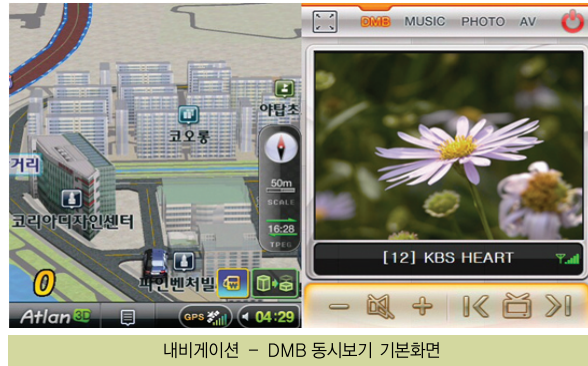 DMB MUSIC PHOTO AV
야탑초
코오롱
거리
50m
SCALE
16:28
TPEG
코리아디자인센터
파인벤처빌
0
Atlan 3D
GPS
04:29
[12] KBS HEART
내비게이션 - DMB 동시보기 기본화면